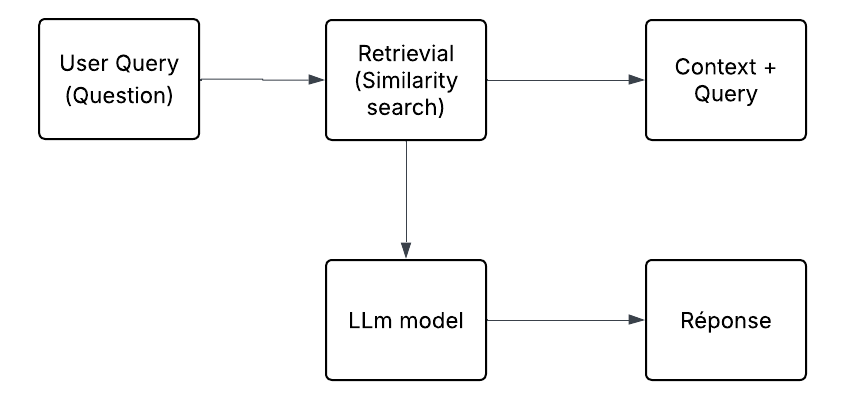 User Query
(Question)
Retrievial
(Similarity
search)
Context +
Query
LLm model
Réponse